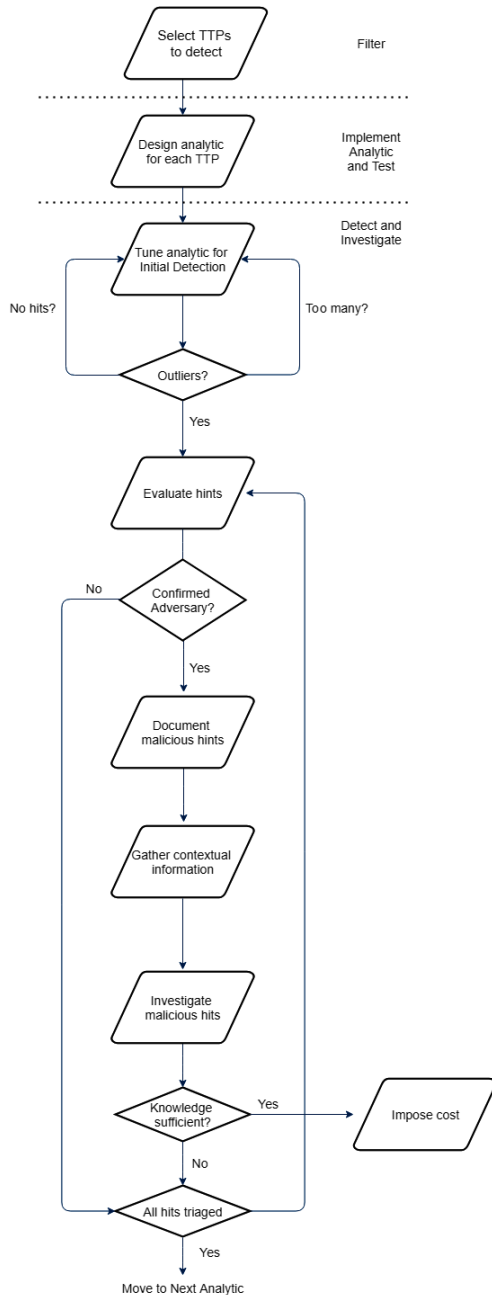 Select TTPs
to detect
Filter
Design analytic
for each TTP
Implement
Analytic
and Test
Detect and
Investigate
Tune analytic for
Initial Detection
No hits?
Too many?
Outliers?
Yes
Evaluate hints
No
Confirmed
Adversary?
Yes
Document
malicious hints
Gather contextual
information
Investigate
malicious hits
Knowledge
sufficient?
Yes
Impose cost
No
All hits triaged
Yes
Move to Next Analytic